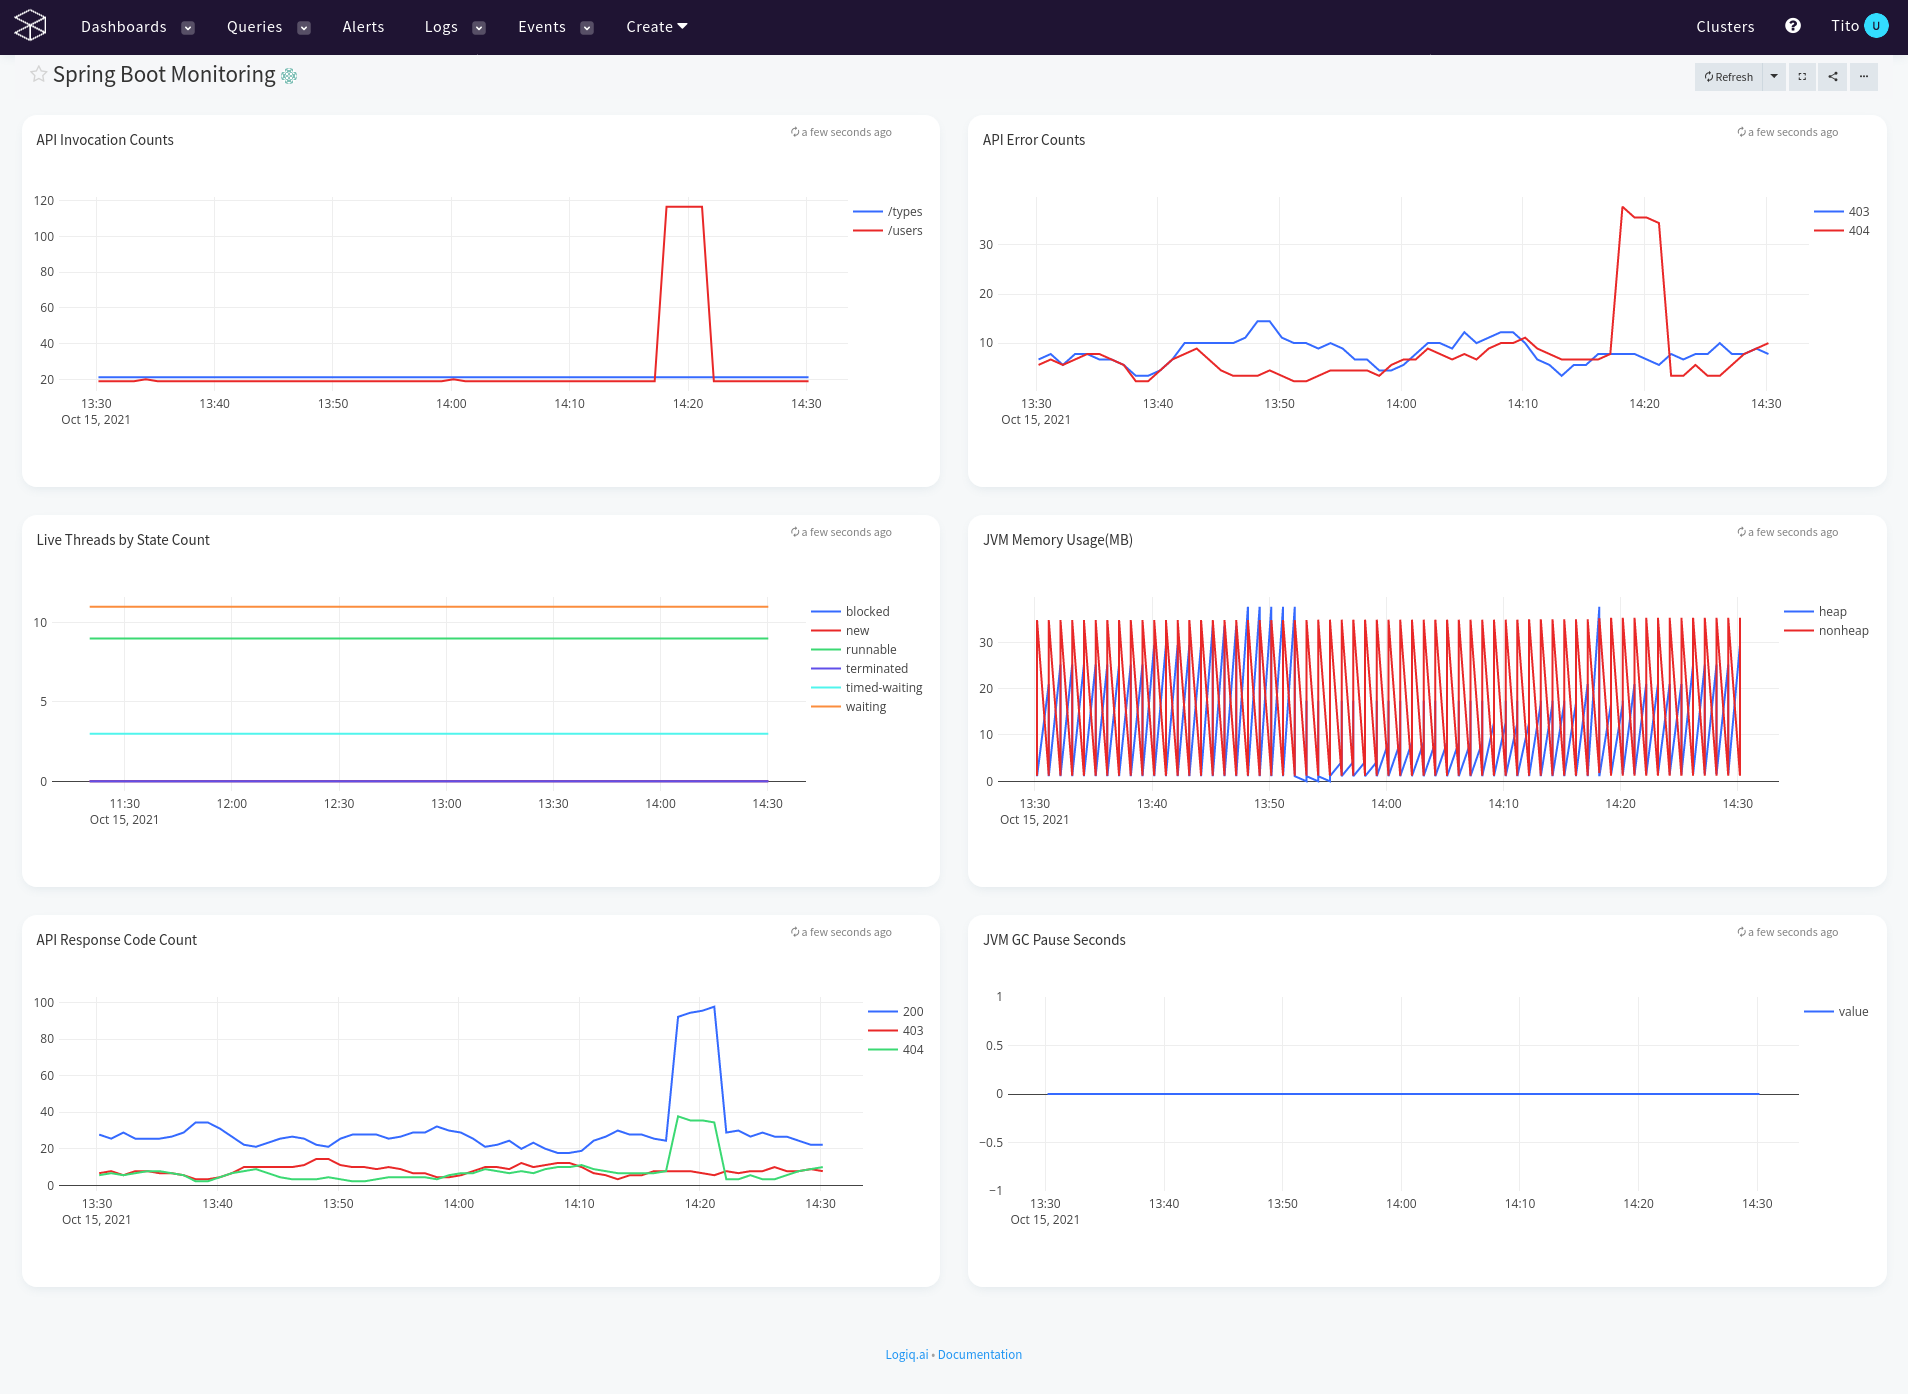 Dashboards Queries Alerts Logs Events Create Clusters ? Tito U
Spring Boot Monitoring
Refresh
API Invocation Counts
a few seconds ago
120
100
80
60
40
20
13:30 13:40 13:50 14:00 14:10 14:20 14:30
Oct 15, 2021
/types
/users
API Error Counts
a few seconds ago
30
20
10
13:30 13:40 13:50 14:00 14:10 14:20 14:30
Oct 15, 2021
403
404
Live Threads by State Count
a few seconds ago
10
5
0
11:30 12:00 12:30 13:00 13:30 14:00 14:30
Oct 15, 2021
blocked
new
runnable
terminated
timed-waiting
waiting
JVM Memory Usage(MB)
a few seconds ago
30
20
10
0
13:30 13:40 13:50 14:00 14:10 14:20 14:30
Oct 15, 2021
heap
nonheap
API Response Code Count
a few seconds ago
100
80
60
40
20
0
13:30 13:40 13:50 14:00 14:10 14:20 14:30
Oct 15, 2021
200
403
404
JVM GC Pause Seconds
a few seconds ago
1
0.5
0
−0.5
−1
13:30 13:40 13:50 14:00 14:10 14:20 14:30
Oct 15, 2021
value
Logiq.ai • Documentation